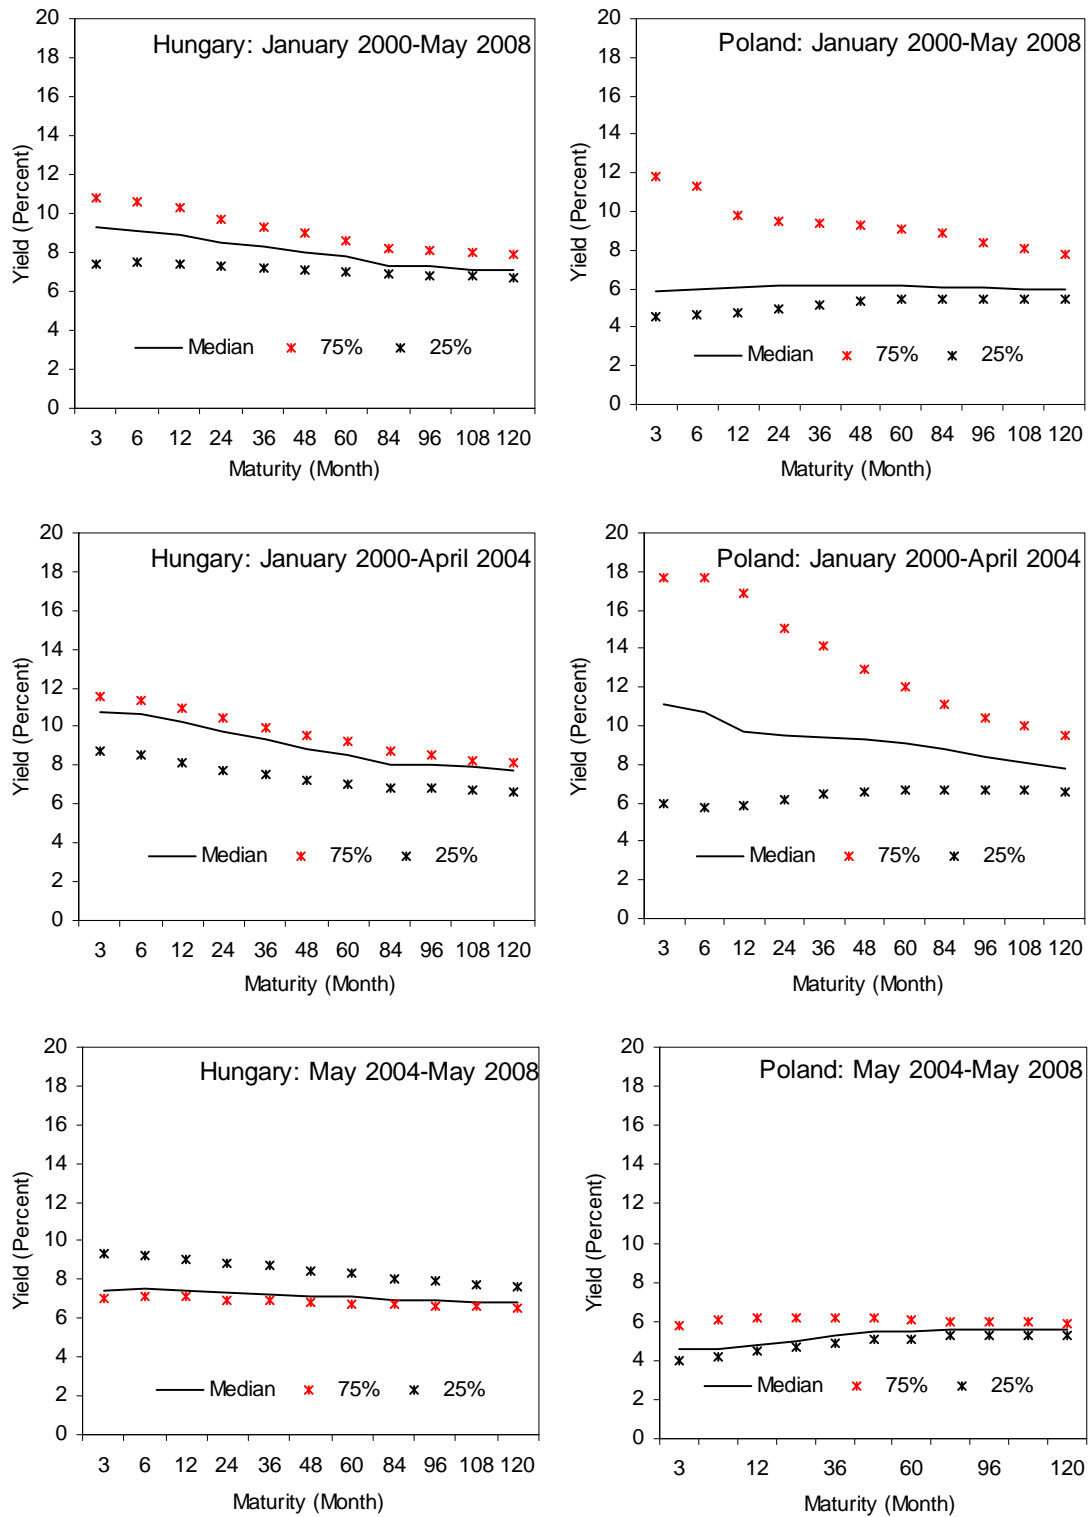 Hungary: January 2000-May 2008
Yield (Percent)
20
18
16
14
12
10
8
6
4
2
0
Median 75% 25%
3 6 12 24 36 48 60 84 96 108 120
Maturity (Month)
Poland: January 2000-May 2008
Yield (Percent)
20
18
16
14
12
10
8
6
4
2
0
Median 75% 25%
3 6 12 24 36 48 60 84 96 108 120
Maturity (Month)
Hungary: January 2000-April 2004
Yield (Percent)
20
18
16
14
12
10
8
6
4
2
0
Median 75% 25%
3 6 12 24 36 48 60 84 96 108 120
Maturity (Month)
Poland: January 2000-April 2004
Yield (Percent)
20
18
16
14
12
10
8
6
4
2
0
Median 75% 25%
3 6 12 24 36 48 60 84 96 108 120
Maturity (Month)
Hungary: May 2004-May 2008
Yield (Percent)
20
18
16
14
12
10
8
6
4
2
0
Median 75% 25%
3 6 12 24 36 48 60 84 96 108 120
Maturity (Month)
Poland: May 2004-May 2008
Yield (Percent)
20
18
16
14
12
10
8
6
4
2
0
Median 75% 25%
3 12 36 60 96 120
Maturity (Month)